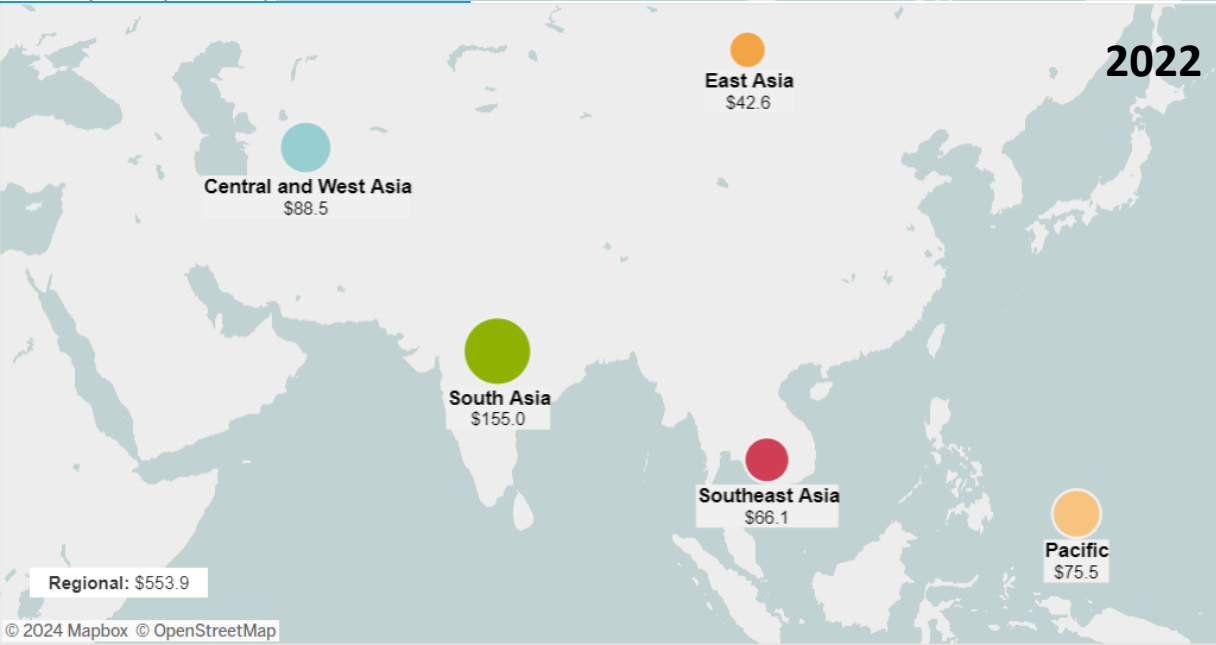 2022
East Asia
$42.6
Central and West Asia
$88.5
South Asia
$155.0
Southeast Asia
$66.1
Pacific
$75.5
Regional: $553.9
© 2024 Mapbox © OpenStreetMap